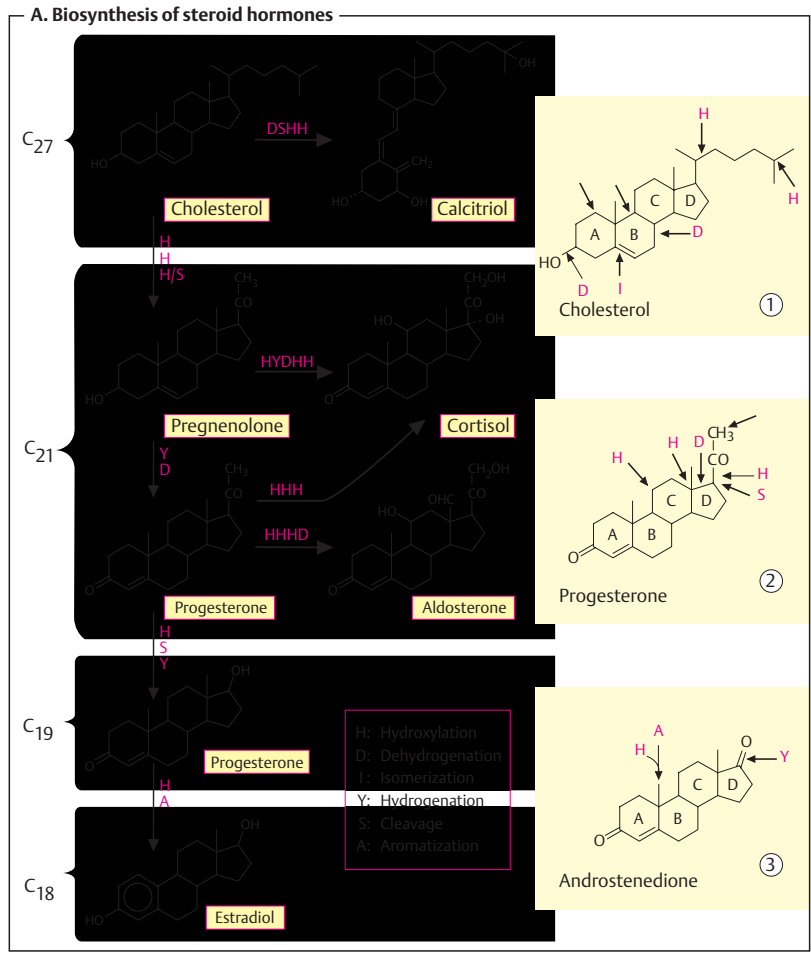 A. Biosynthesis of steroid hormones
C27
OH
DSHH
HO
CH2
HO
OH
Cholesterol
Calcitriol
H
H
H/S
H
H
C
D
A
B
D
HO
D
I
Cholesterol
1
C21
CH3
CO
CH2OH
CO
HO
OH
HYDHH
HO
O
Pregnenolone
Cortisol
Y
D
CH3
CO
HHH
CH2OH
CO
OHC
HO
HHHD
O
O
Progesterone
Aldosterone
CH3
D
H
H
CO
H
S
C
D
A
B
O
Progesterone
2
H
S
Y
C19
OH
O
Progesterone
H
A
H: Hydroxylation
D: Dehydrogenation
I: Isomerization
Y: Hydrogenation
S: Cleavage
A: Aromatization
A
H
O
Y
C
D
A
B
O
Androstenedione
3
C18
OH
HO
Estradiol